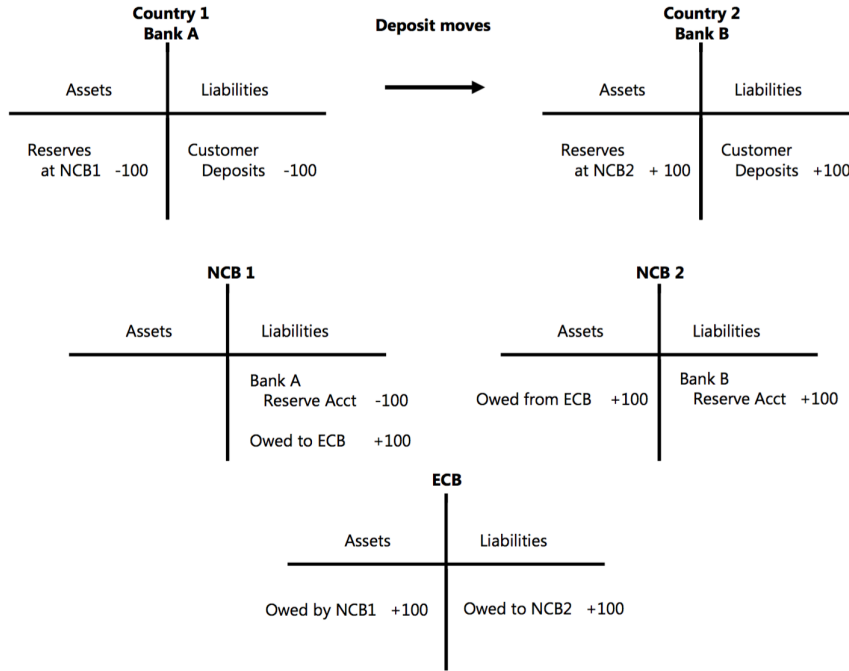 Country 1
Bank A
Deposit moves
Country 2
Bank B
Assets Liabilities
Assets Liabilities
Reserves
at NCB1 -100
Customer
Deposits -100
Reserves
at NCB2 + 100
Customer
Deposits +100
NCB 1
Assets Liabilities
Bank A
Reserve Acct -100
Owed to ECB +100
NCB 2
Assets Liabilities
Owed from ECB +100
Bank B
Reserve Acct +100
ECB
Assets Liabilities
Owed by NCB1 +100
Owed to NCB2 +100